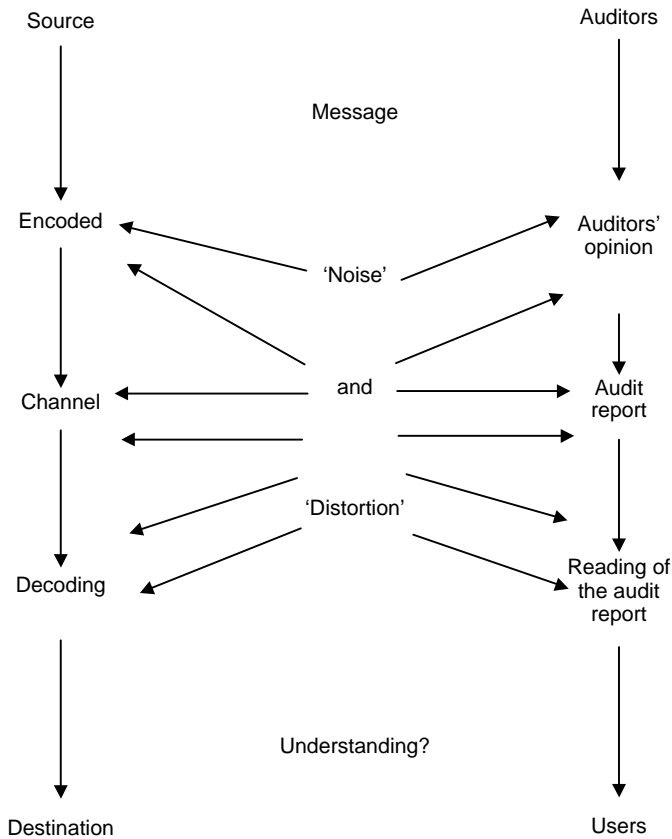 Source
Auditors
Message
Encoded
Auditors'
opinion
'Noise'
and
Channel
Audit
report
'Distortion'
Decoding
Reading of
the audit
report
Understanding?
Destination
Users